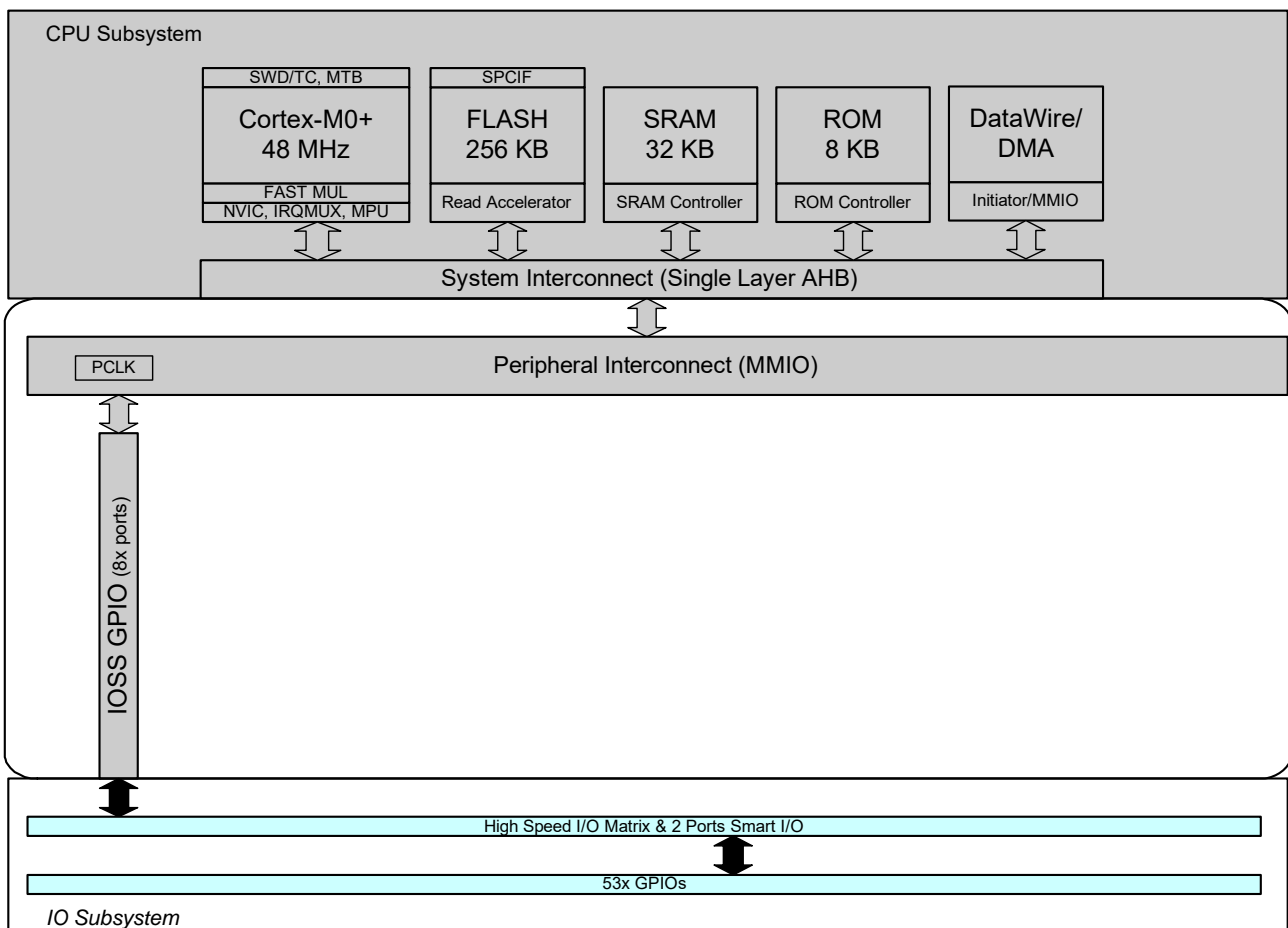 CPU Subsystem
SWD/TC, MTB
Cortex-M0+
48 MHz
FAST MUL
NVIC, IRQMUX, MPU
SPCIF
FLASH
256 KB
Read Accelerator
SRAM
32 KB
SRAM Controller
ROM
8 KB
ROM Controller
DataWire/
DMA
Initiator/MMIO
System Interconnect (Single Layer AHB)
PCLK
Peripheral Interconnect (MMIO)
IOSS GPIO (8x ports)
High Speed I/O Matrix & 2 Ports Smart I/O
53x GPIOs
IO Subsystem